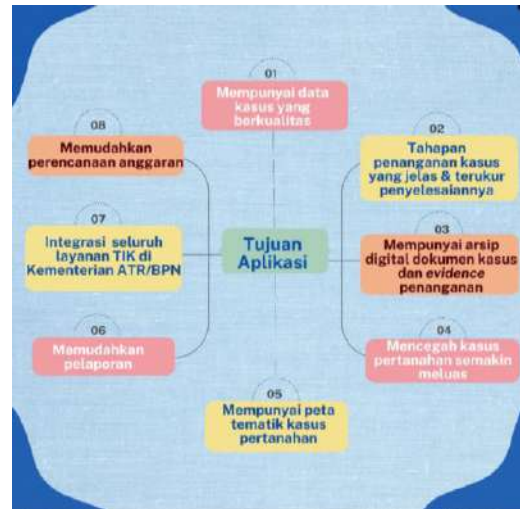 01
Mempunyai data
kasus yang
berkualitas
02
Tahapan
penanganan kasus
yang jelas & terukur
penyelesaiannya
03
Mempunyai arsip
digital dokumen kasus
dan evidence
penanganan
04
Mencegah kasus
pertanahan semakin
meluas
05
Mempunyai peta
tematik kasus
pertanahan
06
Memudahkan
pelaporan
07
Integrasi seluruh
layanan TIK di
Kementerian ATR/BPN
08
Memudahkan
perencanaan anggaran
Tujuan
Aplikasi